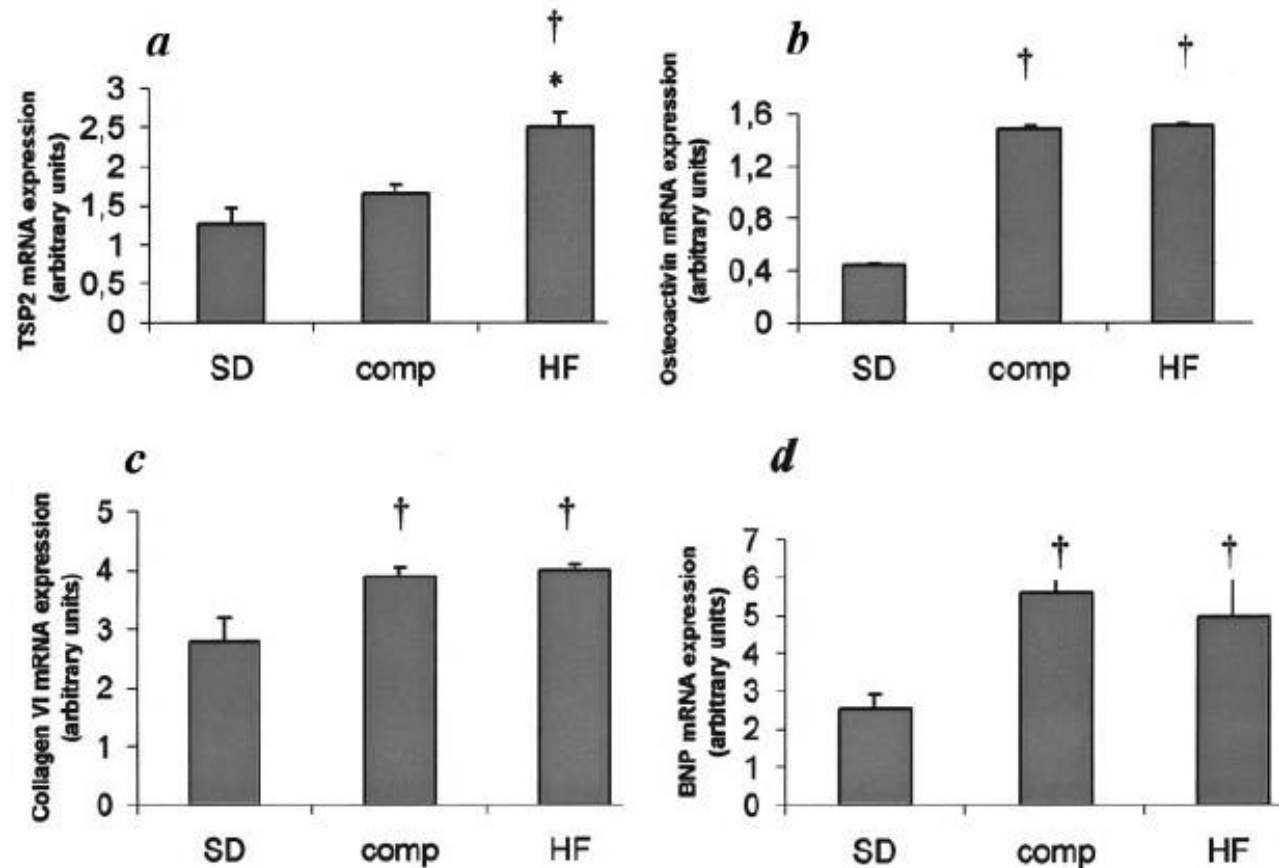 a
†
*
TSP2 mRNA expression
(arbitrary units)
3
2,5
2
1,5
1
0,5
0
SD comp HF
b
† †
Osteoactivin mRNA expression
(arbitrary units)
1,6
1,2
0,8
0,4
0
SD comp HF
c
† †
Collagen VI mRNA expression
(arbitrary units)
5
4
3
2
1
0
SD comp HF
d
† †
BNP mRNA expression
(arbitrary units)
7
6
5
4
3
2
1
0
SD comp HF